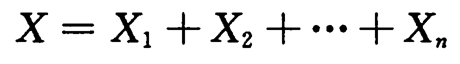 X = X₁ + X₂ + ··· + Xₙ